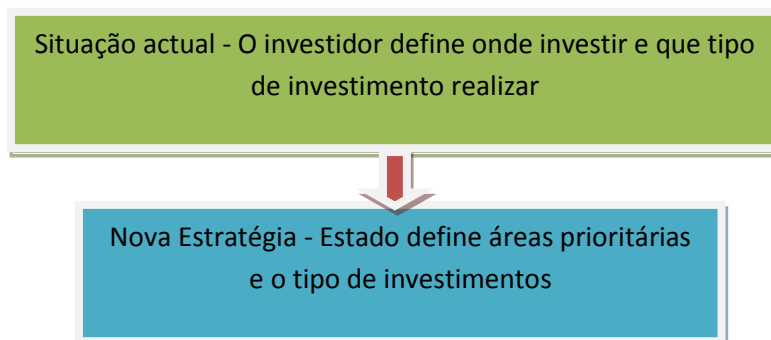 Situação actual - O investidor define onde investir e que tipo
de investimento realizar
Nova Estratégia - Estado define áreas prioritárias
e o tipo de investimentos